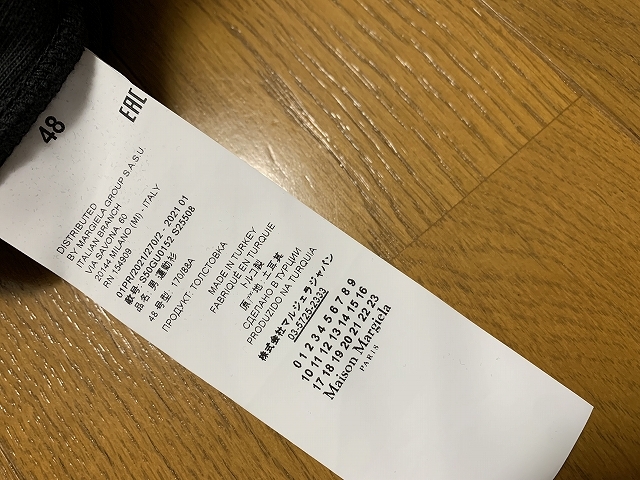 48
EAC
DISTRIBUTED
BY MARGIELA GROUP S.A.S.U.
ITALIAN BRANCH
VIA SAVONA, 60
20144 MILANO (MI) - ITALY
RN 134909
01PR/2021/270/2 - 2021 01
款号: S50GU0152 S25508
品名: 男.運動衫
48 号型: 170/88A
ПРОДУКТ ТОЛСТОВКА
MADE IN TURKEY
FABRIQUÉ EN TURQUIE
トルコ製
原产地 土耳其
СДЕЛАНО В ТУРЦИИ
PRODUZIDO NA TURQUIA
株式会社マルジェラジャパン
03-5725-2333
0 1 2 3 4 5 6 7 8 9
10 11 12 13 14 15 16
17 18 19 20 21 22 23
Maison Margiela
PARIS